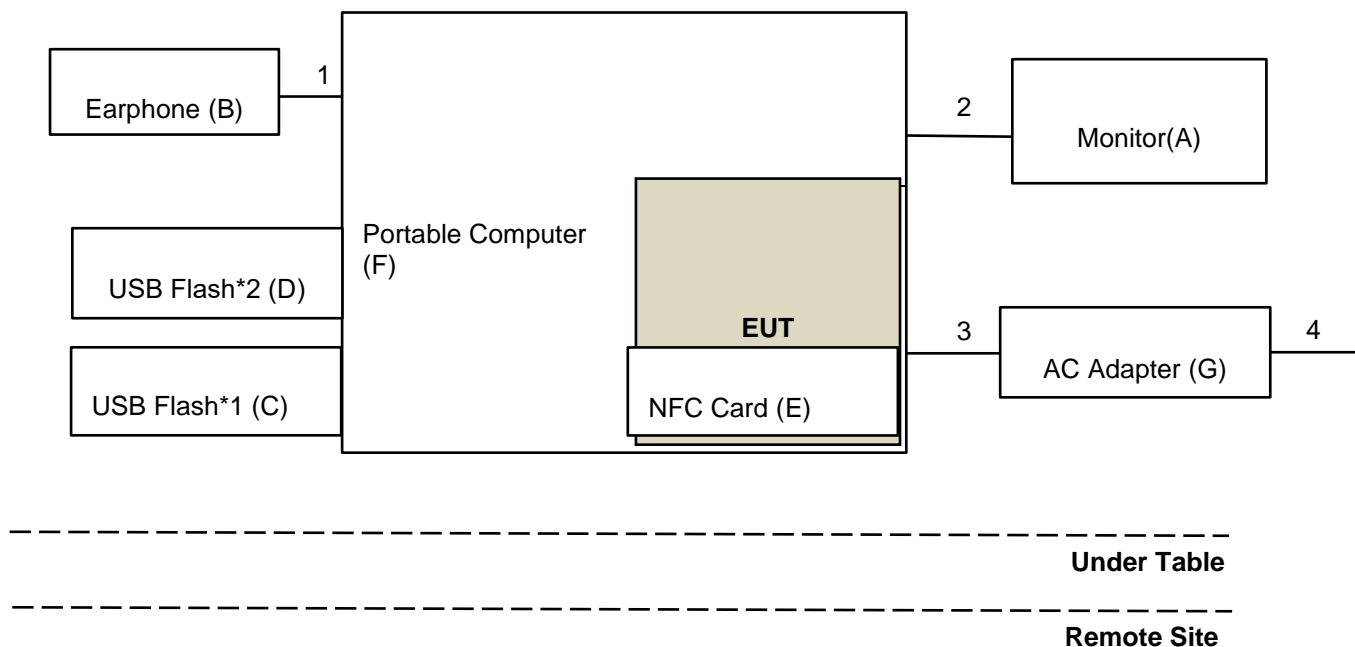 1
Earphone (B)
2
Monitor(A)
Portable Computer
(F)
USB Flash*2 (D)
EUT
3
4
AC Adapter (G)
USB Flash*1 (C)
NFC Card (E)
Under Table
Remote Site